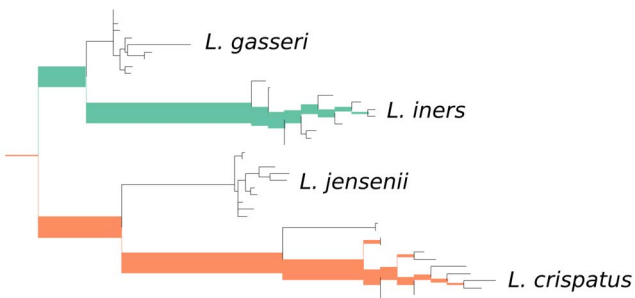 L. gasseri
L. iners
L. jensenii
L. crispatus